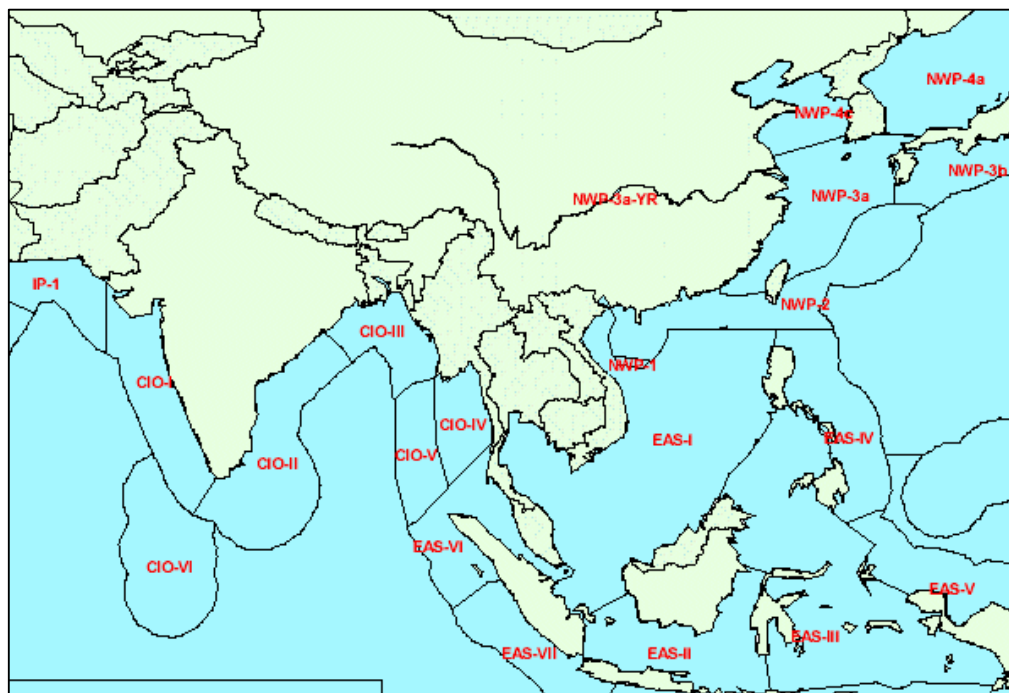 NWP-4a
NWP-4c
NWP-3b
NWP-3a-YR
NWP-3a
IP-1
NWP-2
CIO-III
NWP-1
CIO-I
CIO-IV
EAS-I
EAS-IV
CIO-V
CIO-II
EAS-VI
CIO-VI
EAS-V
EAS-III
EAS-VII
EAS-II